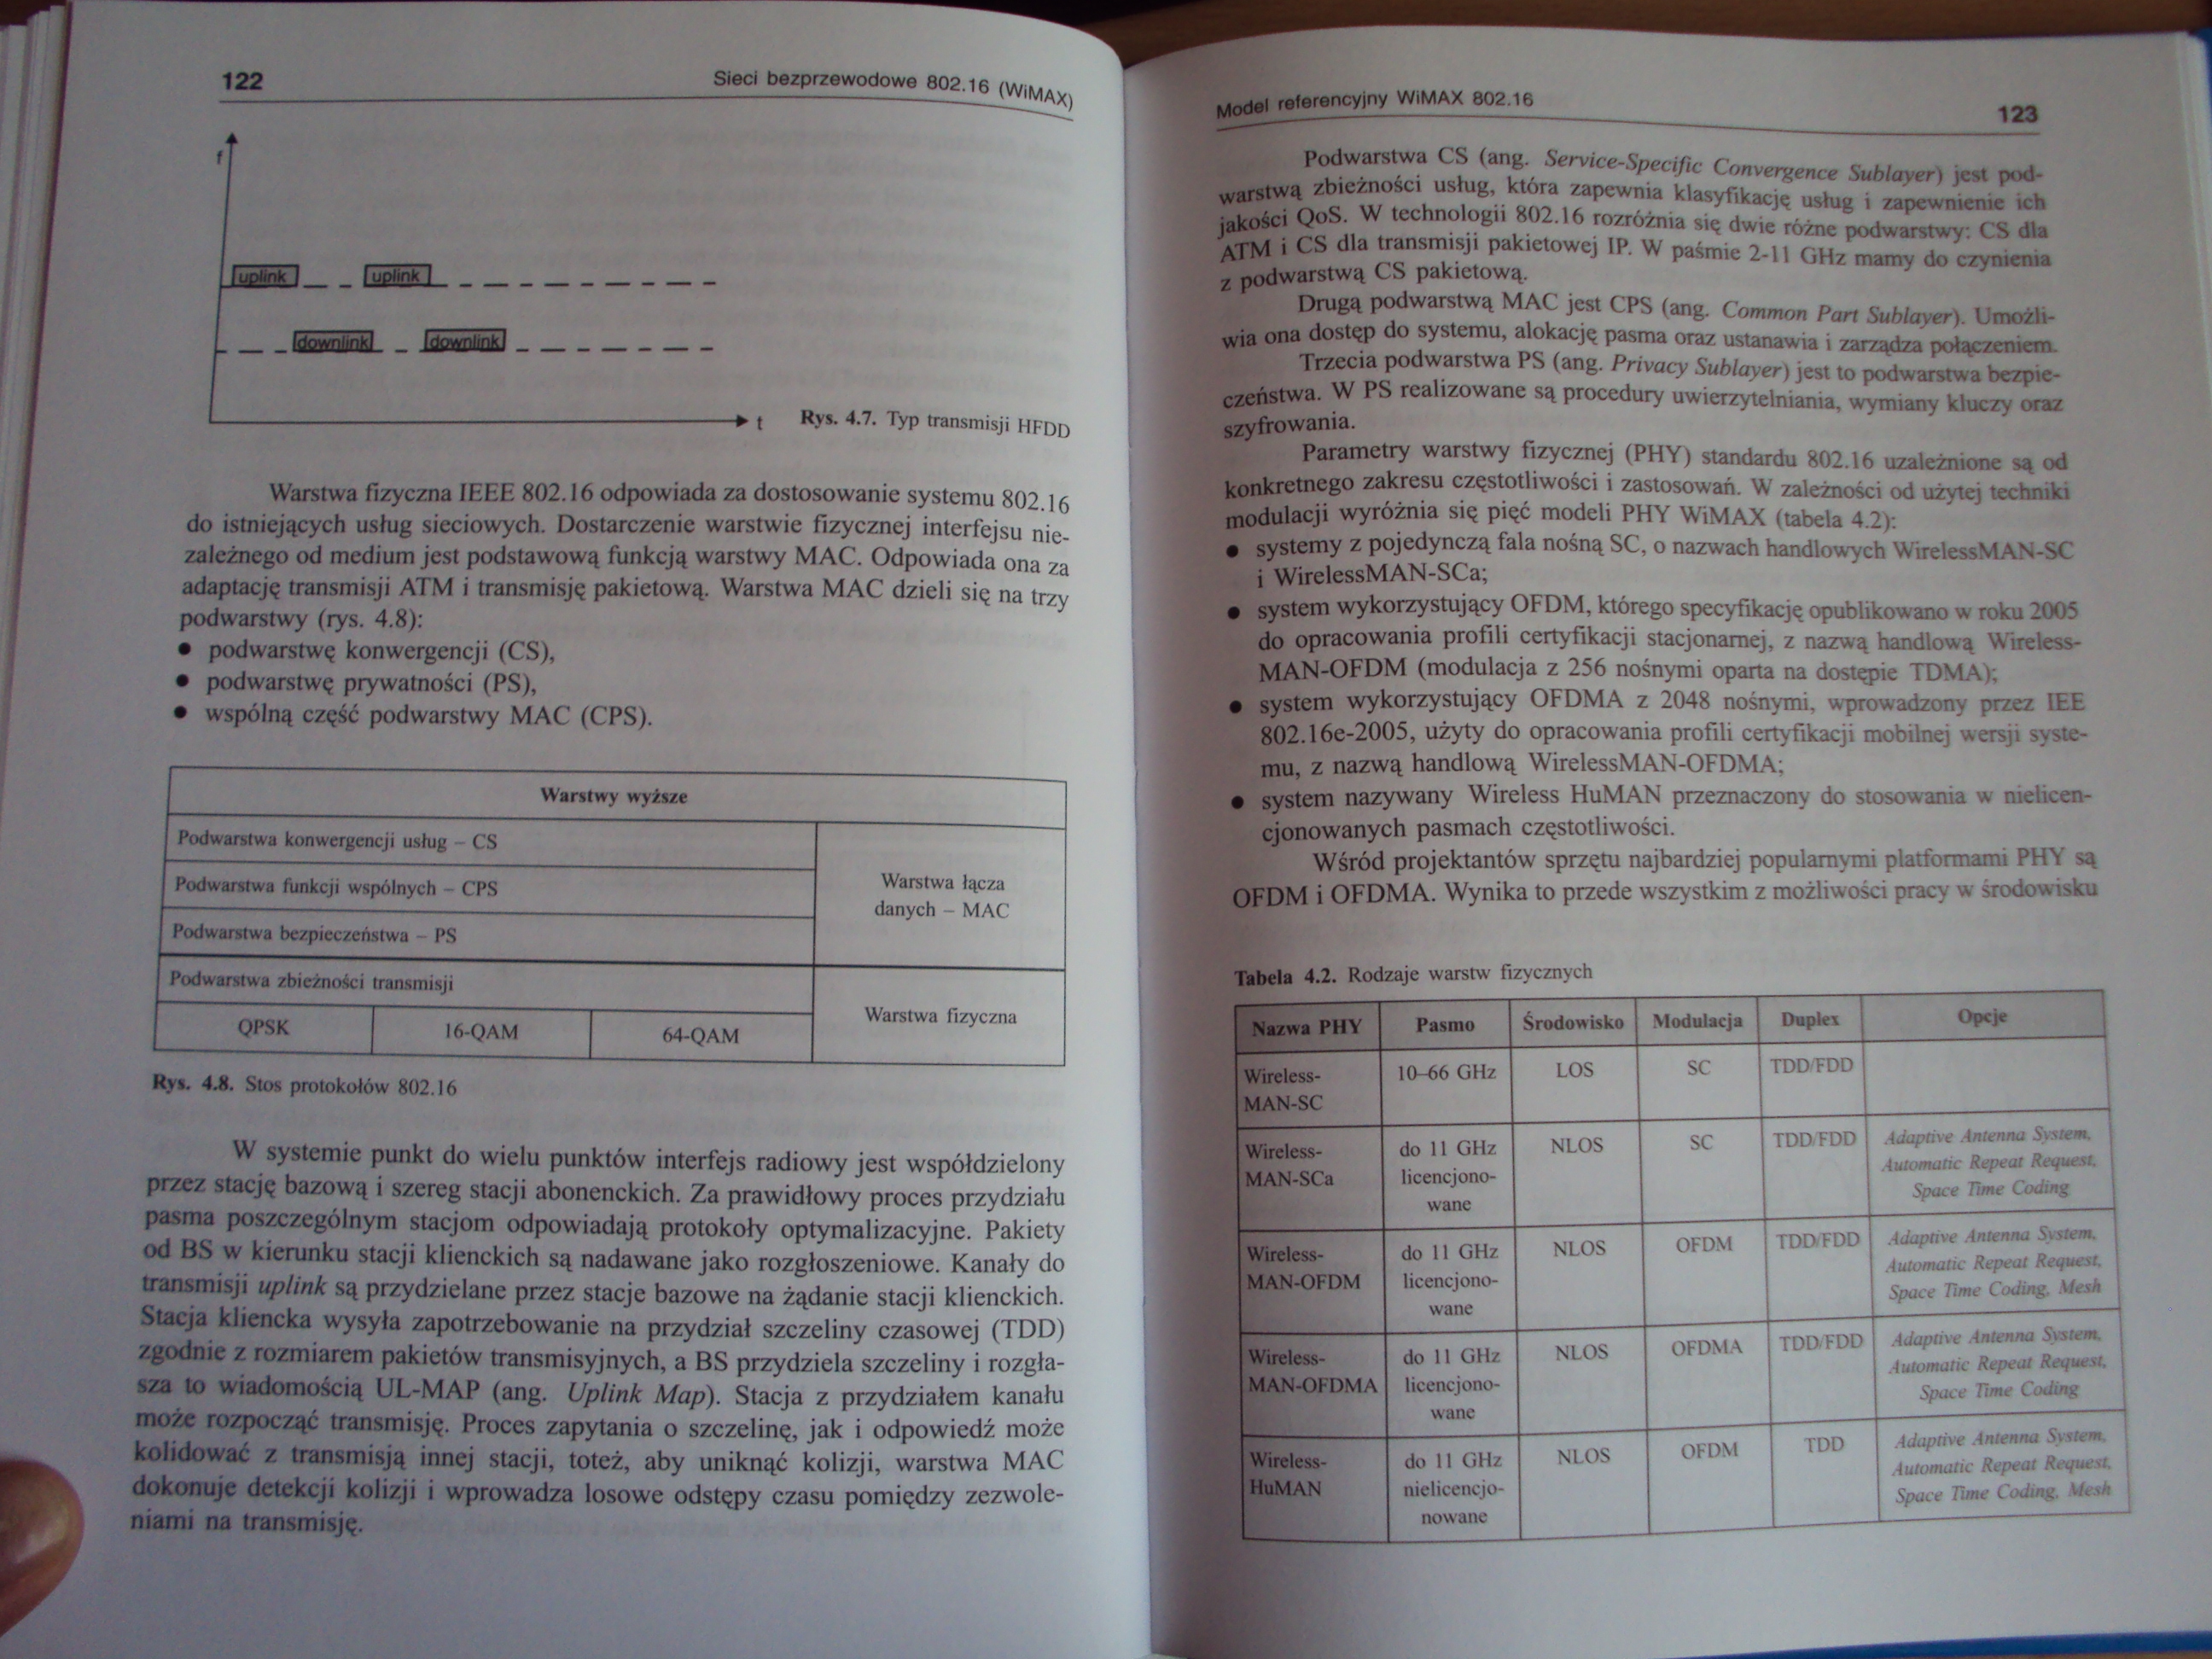 122
Sieci bezprzewodowe 802.16 (WiMAX)
f
uplink
uplink
downlink
downlink
t
Rys. 4.7. Typ transmisji HFDD
Warstwa fizyczna IEEE 802.16 odpowiada za dostosowanie systemu 802.16
do istniejących usług sieciowych. Dostarczenie warstwie fizycznej interfejsu nie-
zależnego od medium jest podstawową funkcją warstwy MAC. Odpowiada ona za
adaptację transmisji ATM i transmisję pakietową. Warstwa MAC dzieli się na trzy
podwarstwy (rys. 4.8):
● podwarstwę konwergencji (CS),
● podwarstwę prywatności (PS),
● wspólną część podwarstwy MAC (CPS).
Warstwy wyższe
Podwarstwa konwergencji usług – CS
Podwarstwa funkcji wspólnych – CPS
Podwarstwa bezpieczeństwa – PS
Warstwa łącza
danych – MAC
Podwarstwa zbieżności transmisji
QPSK
16-QAM
64-QAM
Warstwa fizyczna
Rys. 4.8. Stos protokołów 802.16
W systemie punkt do wielu punktów interfejs radiowy jest współdzielony
przez stację bazową i szereg stacji abonenckich. Za prawidłowy proces przydziału
pasma poszczególnym stacjom odpowiadają protokoły optymalizacyjne. Pakiety
od BS w kierunku stacji klienckich są nadawane jako rozgłoszeniowe. Kanały do
transmisji uplink są przydzielane przez stacje bazowe na żądanie stacji klienckich.
Stacja kliencka wysyła zapotrzebowanie na przydział szczeliny czasowej (TDD)
zgodnie z rozmiarem pakietów transmisyjnych, a BS przydziela szczeliny i rozgła-
sza to wiadomością UL-MAP (ang. Uplink Map). Stacja z przydziałem kanału
może rozpocząć transmisję. Proces zapytania o szczelinę, jak i odpowiedź może
kolidować z transmisją innej stacji, toteż, aby uniknąć kolizji, warstwa MAC
dokonuje detekcji kolizji i wprowadza losowe odstępy czasu pomiędzy zezwole-
niami na transmisję.
Model referencyjny WiMAX 802.16
123
Podwarstwa CS (ang. Service-Specific Convergence Sublayer) jest pod-
warstwą zbieżności usług, która zapewnia klasyfikację usług i zapewnienie ich
jakości QoS. W technologii 802.16 rozróżnia się dwie różne podwarstwy: CS dla
ATM i CS dla transmisji pakietowej IP. W paśmie 2-11 GHz mamy do czynienia
z podwarstwą CS pakietową.
Drugą podwarstwą MAC jest CPS (ang. Common Part Sublayer). Umożli-
wia ona dostęp do systemu, alokację pasma oraz ustanawia i zarządza połączeniem.
Trzecia podwarstwa PS (ang. Privacy Sublayer) jest to podwarstwa bezpie-
czeństwa. W PS realizowane są procedury uwierzytelniania, wymiany kluczy oraz
szyfrowania.
Parametry warstwy fizycznej (PHY) standardu 802.16 uzależnione są od
konkretnego zakresu częstotliwości i zastosowań. W zależności od użytej techniki
modulacji wyróżnia się pięć modeli PHY WiMAX (tabela 4.2):
● systemy z pojedynczą fala nośną SC, o nazwach handlowych WirelessMAN-SC
i WirelessMAN-SCa;
● system wykorzystujący OFDM, którego specyfikację opublikowano w roku 2005
do opracowania profili certyfikacji stacjonarnej, z nazwą handlową Wireless-
MAN-OFDM (modulacja z 256 nośnymi oparta na dostępie TDMA);
● system wykorzystujący OFDMA z 2048 nośnymi, wprowadzony przez IEE
802.16e-2005, użyty do opracowania profili certyfikacji mobilnej wersji syste-
mu, z nazwą handlową WirelessMAN-OFDMA;
● system nazywany Wireless HuMAN przeznaczony do stosowania w nielicen-
cjonowanych pasmach częstotliwości.
Wśród projektantów sprzętu najbardziej popularnymi platformami PHY są
OFDM i OFDMA. Wynika to przede wszystkim z możliwości pracy w środowisku
Tabela 4.2. Rodzaje warstw fizycznych
Nazwa PHY Pasmo Środowisko Modulacja Duplex Opcje
Wireless- 10–66 GHz LOS SC TDD/FDD
MAN-SC
Wireless- do 11 GHz NLOS SC TDD/FDD Adaptive Antenna System,
MAN-SCa licencjono- Automatic Repeat Request,
wane Space Time Coding
Wireless- do 11 GHz NLOS OFDM TDD/FDD Adaptive Antenna System,
MAN-OFDM licencjono- Automatic Repeat Request,
wane Space Time Coding, Mesh
Wireless- do 11 GHz NLOS OFDMA TDD/FDD Adaptive Antenna System,
MAN-OFDMA licencjono- Automatic Repeat Request,
wane Space Time Coding
Wireless- do 11 GHz NLOS OFDM TDD Adaptive Antenna System,
HuMAN nielicencjo- Automatic Repeat Request,
nowane Space Time Coding, Mesh